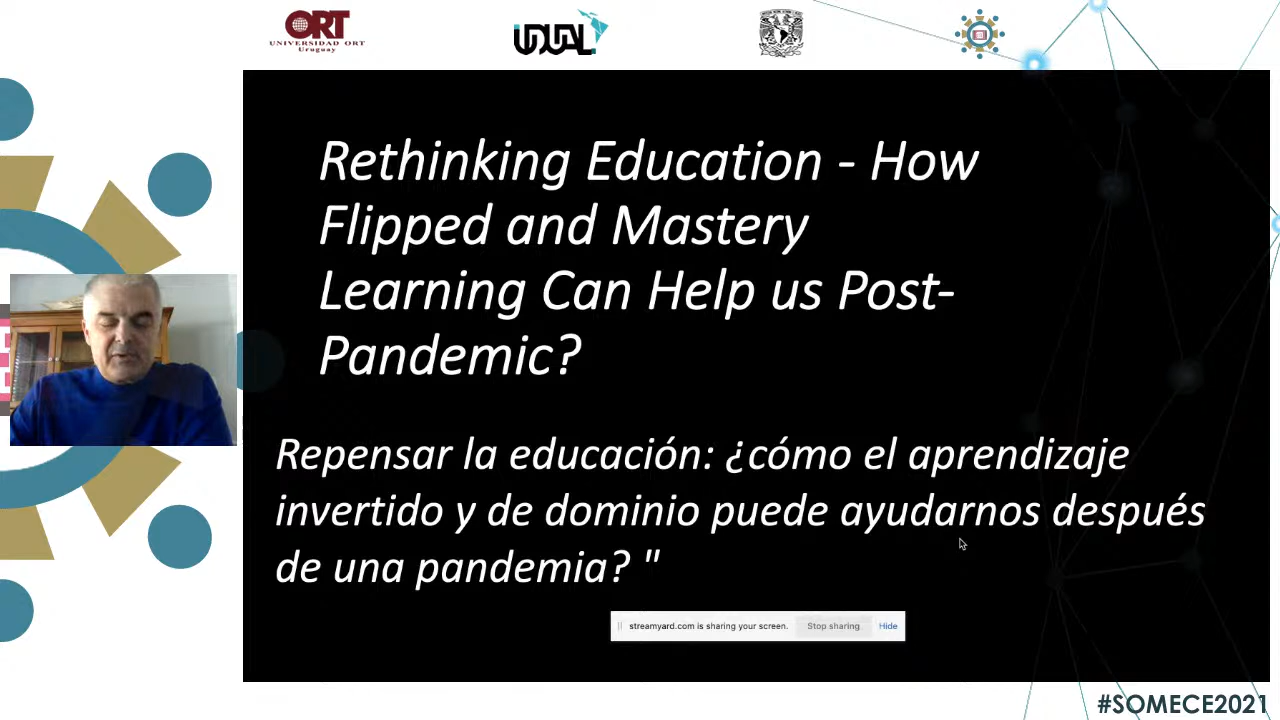 ORT
UNIVERSIDAD ORT
Uruguay
UDUAL
Rethinking Education - How
Flipped and Mastery
Learning Can Help us Post-
Pandemic?
Repensar la educación: ¿cómo el aprendizaje
invertido y de dominio puede ayudarnos después
de una pandemia? "
streamyard.com is sharing your screen. Stop sharing Hide
#SOMECE2021